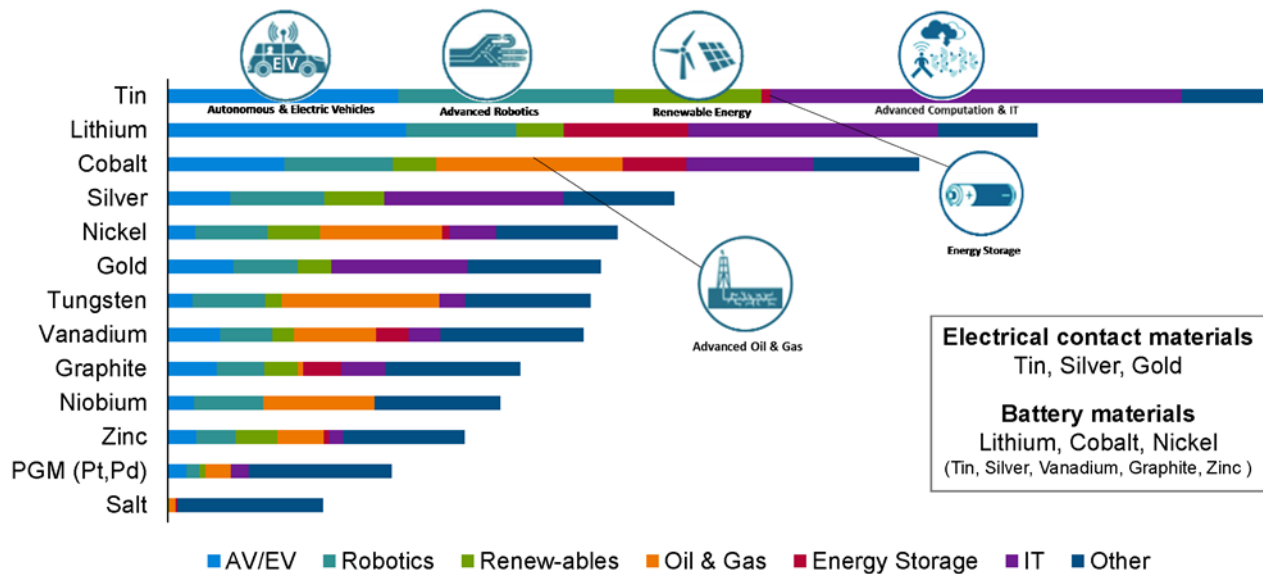 EV
Tin
Autonomous & Electric Vehicles
Advanced Robotics
Renewable Energy
Advanced Computation & IT
Lithium
Cobalt
Silver
Nickel
Energy Storage
Gold
Tungsten
Vanadium
Advanced Oil & Gas
Graphite
Niobium
Zinc
PGM (Pt,Pd)
Salt
Electrical contact materials
Tin, Silver, Gold
Battery materials
Lithium, Cobalt, Nickel
(Tin, Silver, Vanadium, Graphite, Zinc )
AV/EV Robotics Renew-ables Oil & Gas Energy Storage IT Other